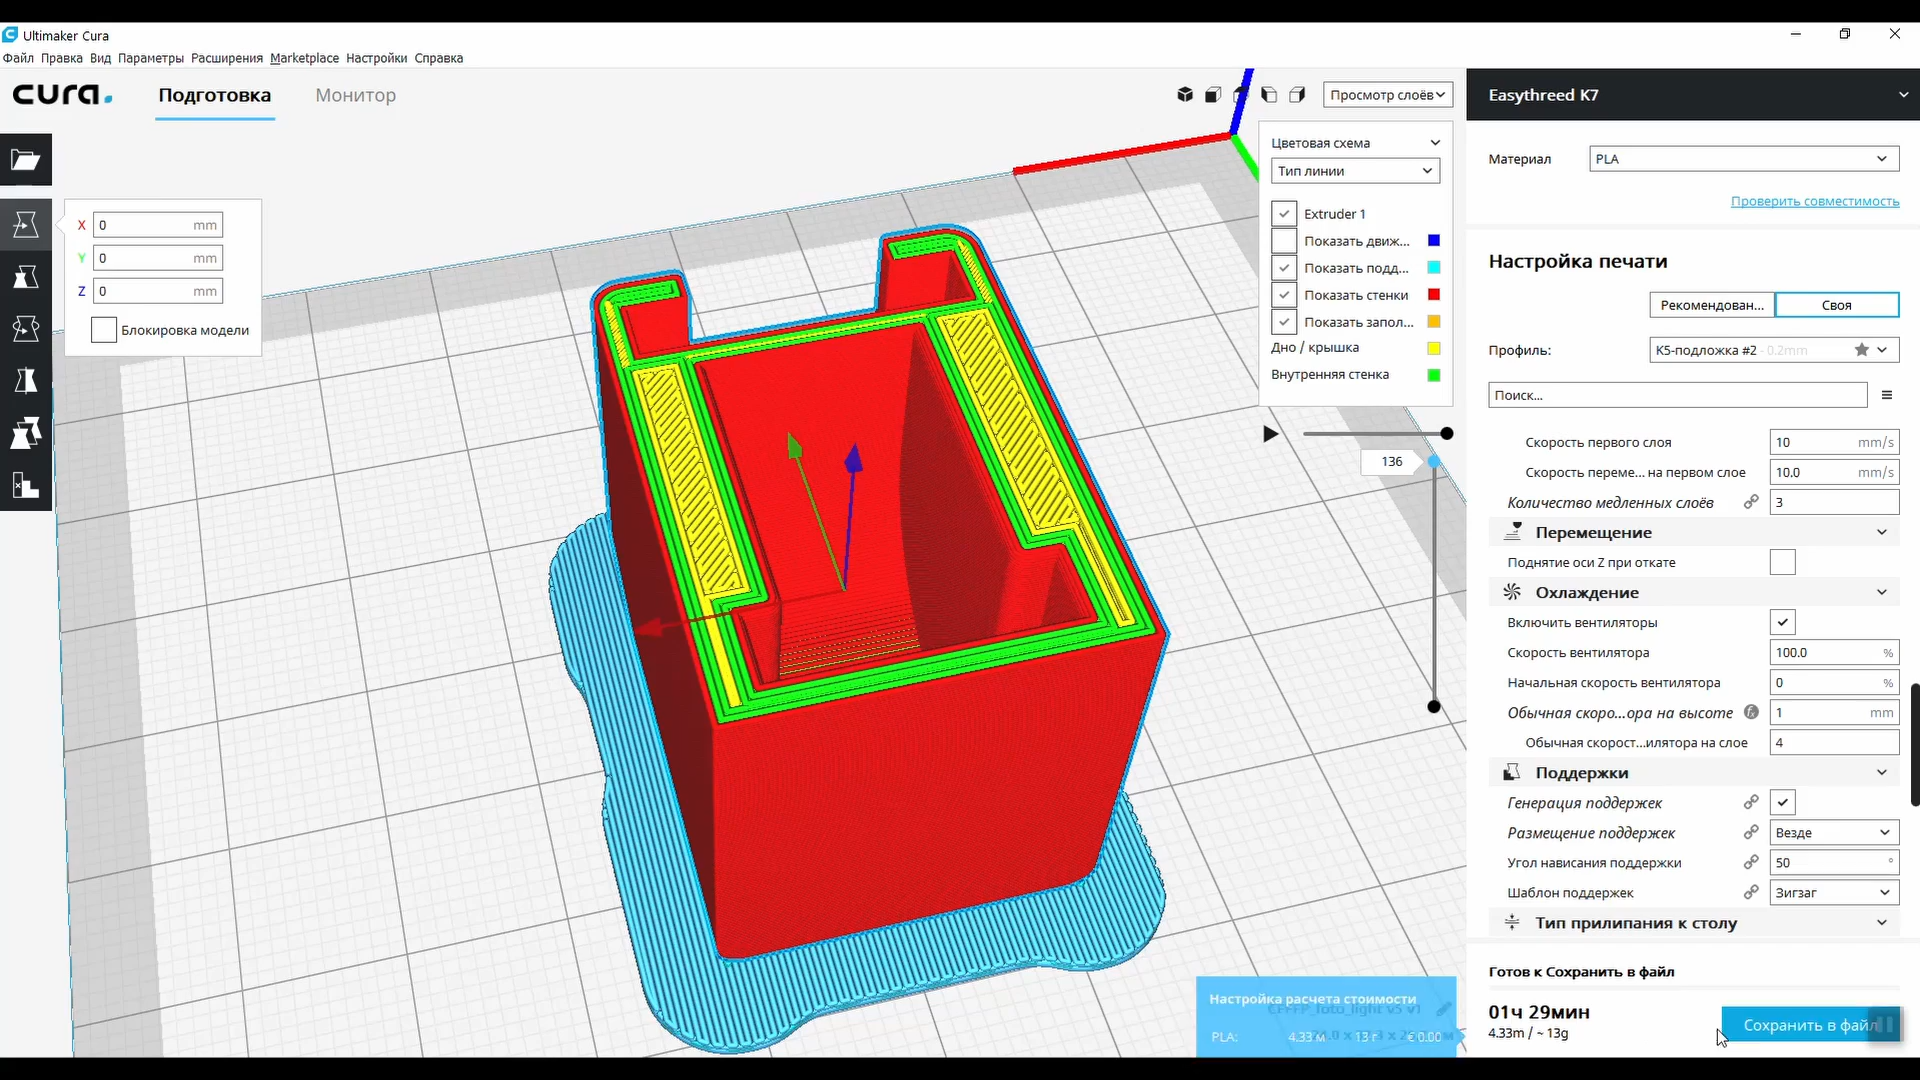 Ultimaker Cura
Файл Правка Вид Параметры Расширения Marketplace Настройки Справка
cura.
Подготовка
Монитор
Просмотр слоёв
Easythreed K7
Цветовая схема
Тип линии
Extruder 1
Показать движ...
Показать подд...
Показать стенки
Показать запол...
Дно / крышка
Внутренняя стенка
136
X 0 mm
Y 0 mm
Z 0 mm
Блокировка модели
Материал PLA
Проверить совместимость
Настройка печати
Рекомендован... Своя
Профиль: K5-подложка #2 - 0.2mm
Поиск...
Скорость первого слоя 10 mm/s
Скорость переме... на первом слое 10.0 mm/s
Количество медленных слоёв 3
Перемещение
Поднятие оси Z при откате
Охлаждение
Включить вентиляторы
Скорость вентилятора 100.0 %
Начальная скорость вентилятора 0 %
Обычная скоро...ора на высоте 1 mm
Обычная скорост...илятора на слое 4
Поддержки
Генерация поддержек
Размещение поддержек Везде
Угол нависания поддержки 50 °
Шаблон поддержек Зигзаг
Тип прилипания к столу
Готов к Сохранить в файл
01ч 29мин
4.33m / ~ 13g
Сохранить в файл
Настройка расчета стоимости
PLA: 4.33 м 13 г € 0.00